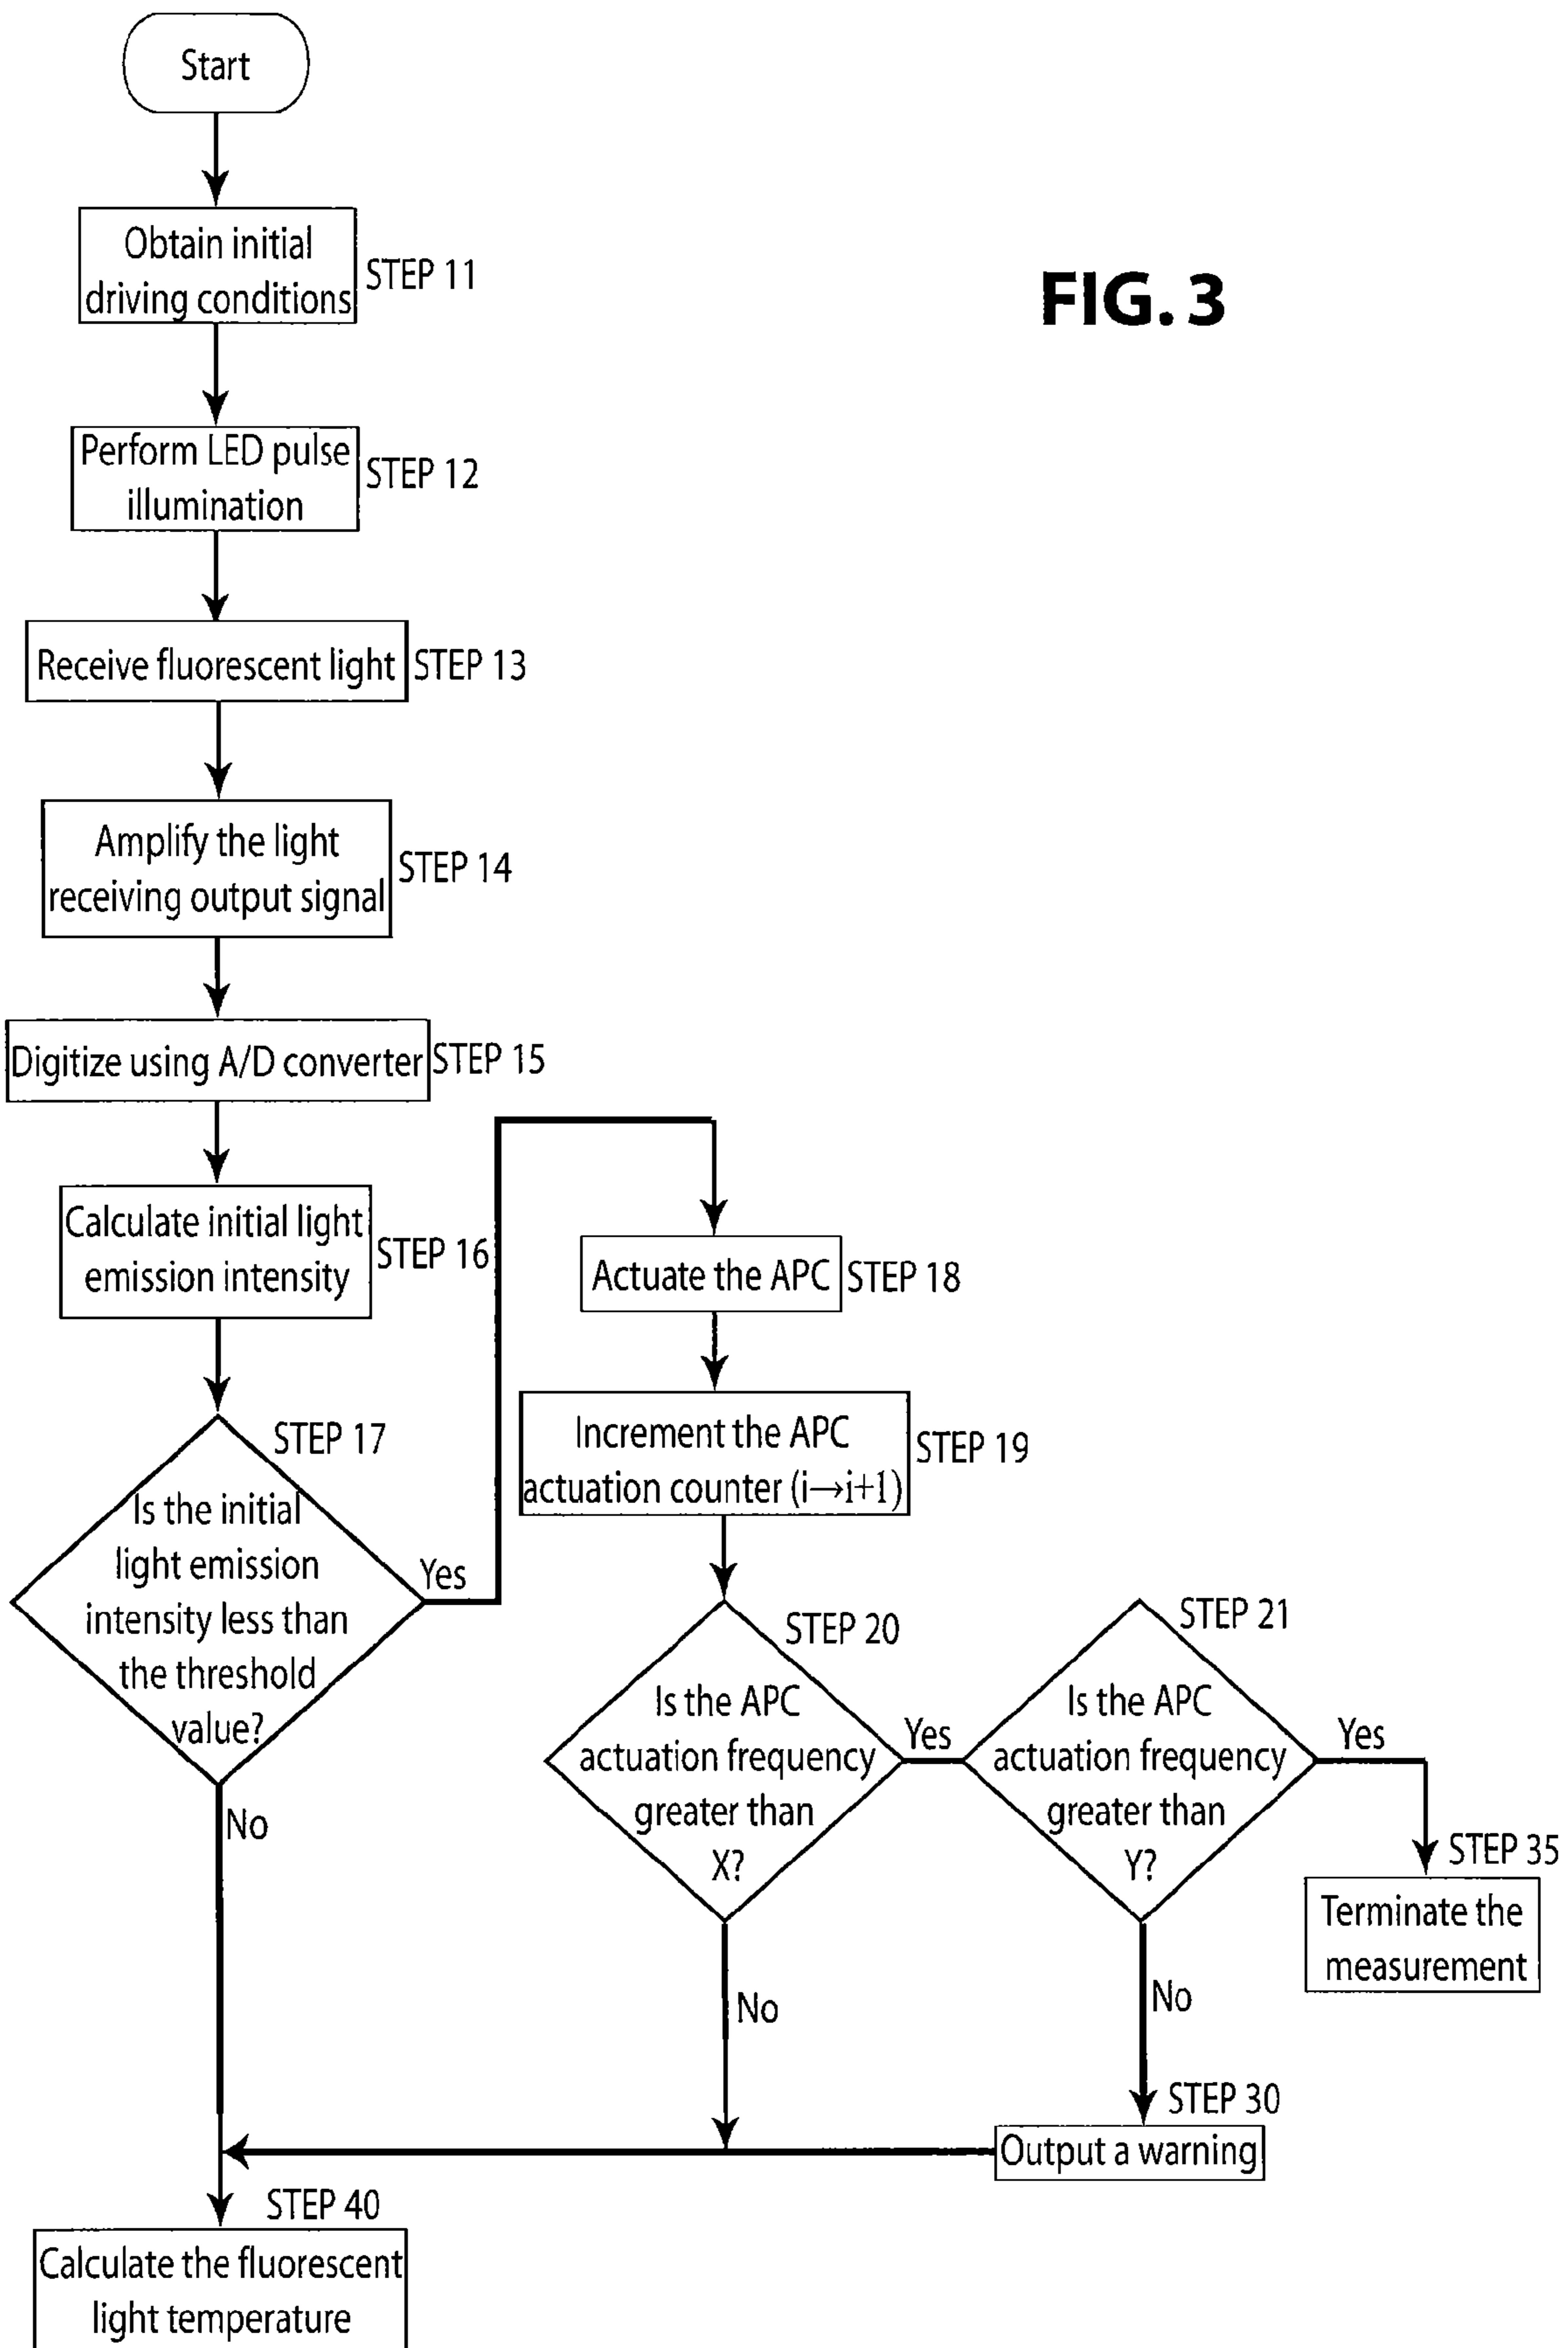 Start
FIG. 3
Obtain initial
driving conditions
STEP 11
Perform LED pulse
illumination
STEP 12
Receive fluorescent light
STEP 13
Amplify the light
receiving output signal
STEP 14
Digitize using A/D converter
STEP 15
Calculate initial light
emission intensity
STEP 16
STEP 17
Is the initial
light emission
intensity less than
the threshold
value?
Yes
No
Actuate the APC
STEP 18
Increment the APC
actuation counter (i→i+1)
STEP 19
STEP 20
Is the APC
actuation frequency
greater than
X?
Yes
No
STEP 21
Is the APC
actuation frequency
greater than
Y?
Yes
No
STEP 35
Terminate the
measurement
STEP 30
Output a warning
STEP 40
Calculate the fluorescent
light temperature